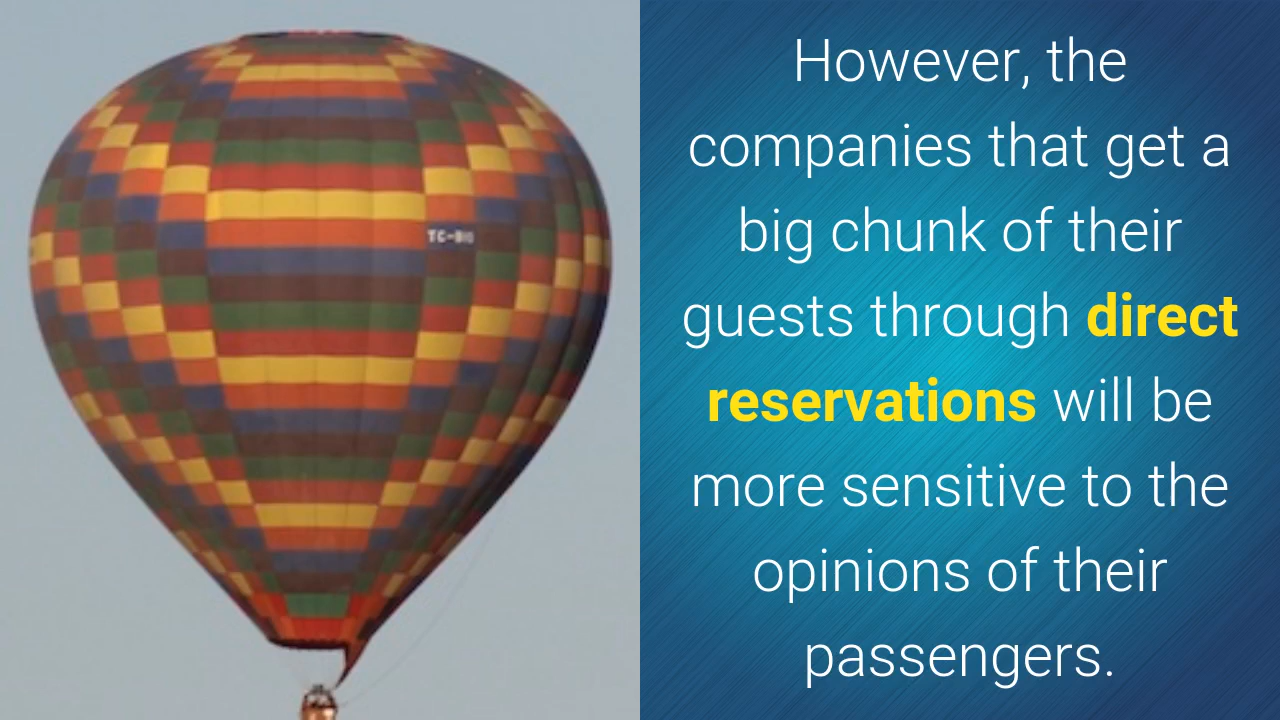 However, the
companies that get a
big chunk of their
guests through direct
reservations will be
more sensitive to the
opinions of their
passengers.